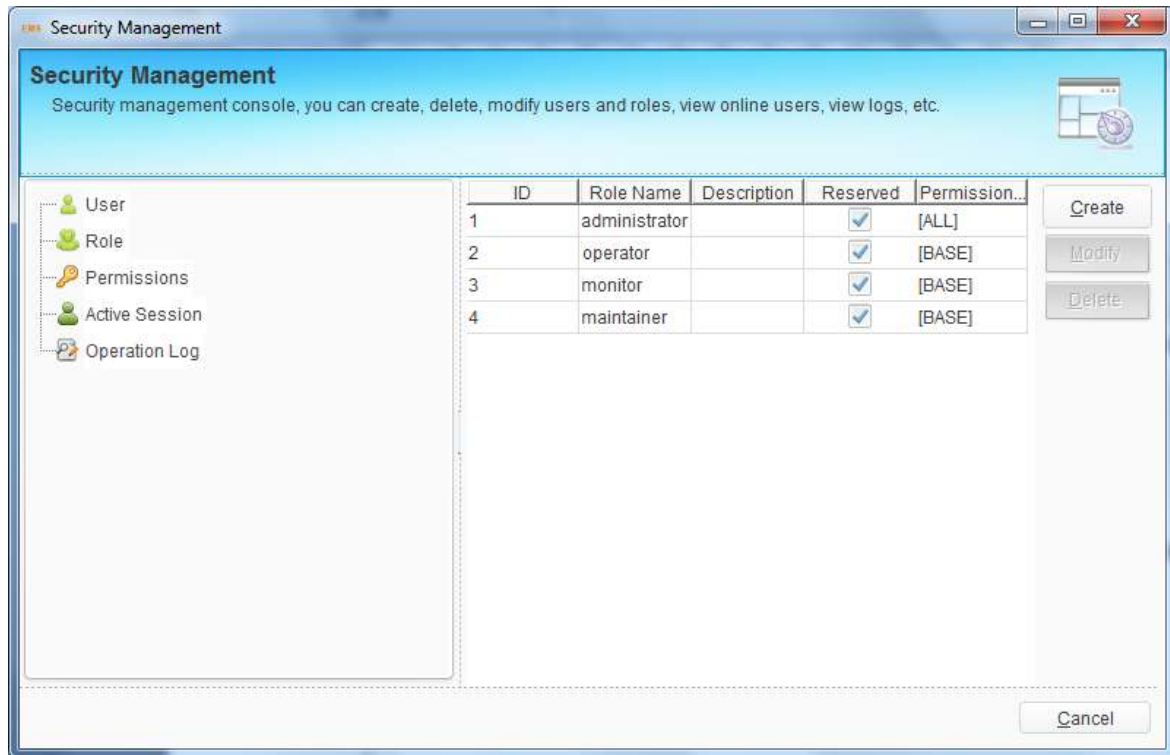 Security Management
Security Management
Security management console, you can create, delete, modify users and roles, view online users, view logs, etc.
User
Role
Permissions
Active Session
Operation Log
ID Role Name Description Reserved Permission...
1 administrator [ALL]
2 operator [BASE]
3 monitor [BASE]
4 maintainer [BASE]
Create
Modify
Delete
Cancel